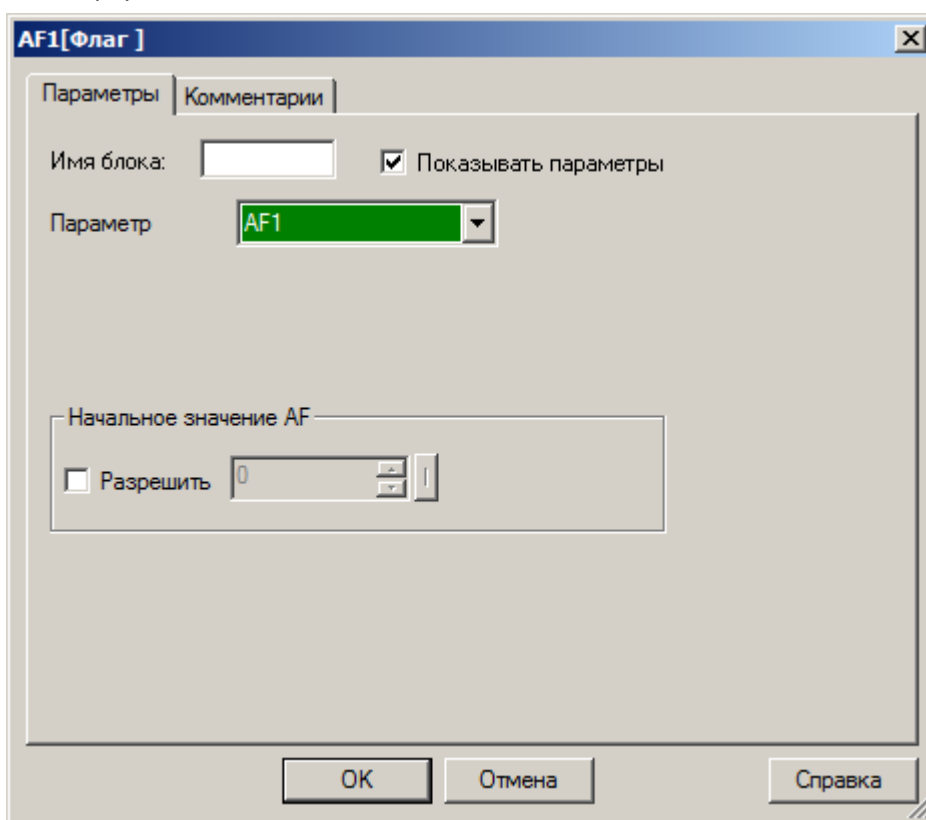 AF1[Флаг ]
Параметры Комментарии
Имя блока: Показывать параметры
Параметр AF1
Начальное значение AF
Разрешить 0
OK Отмена Справка